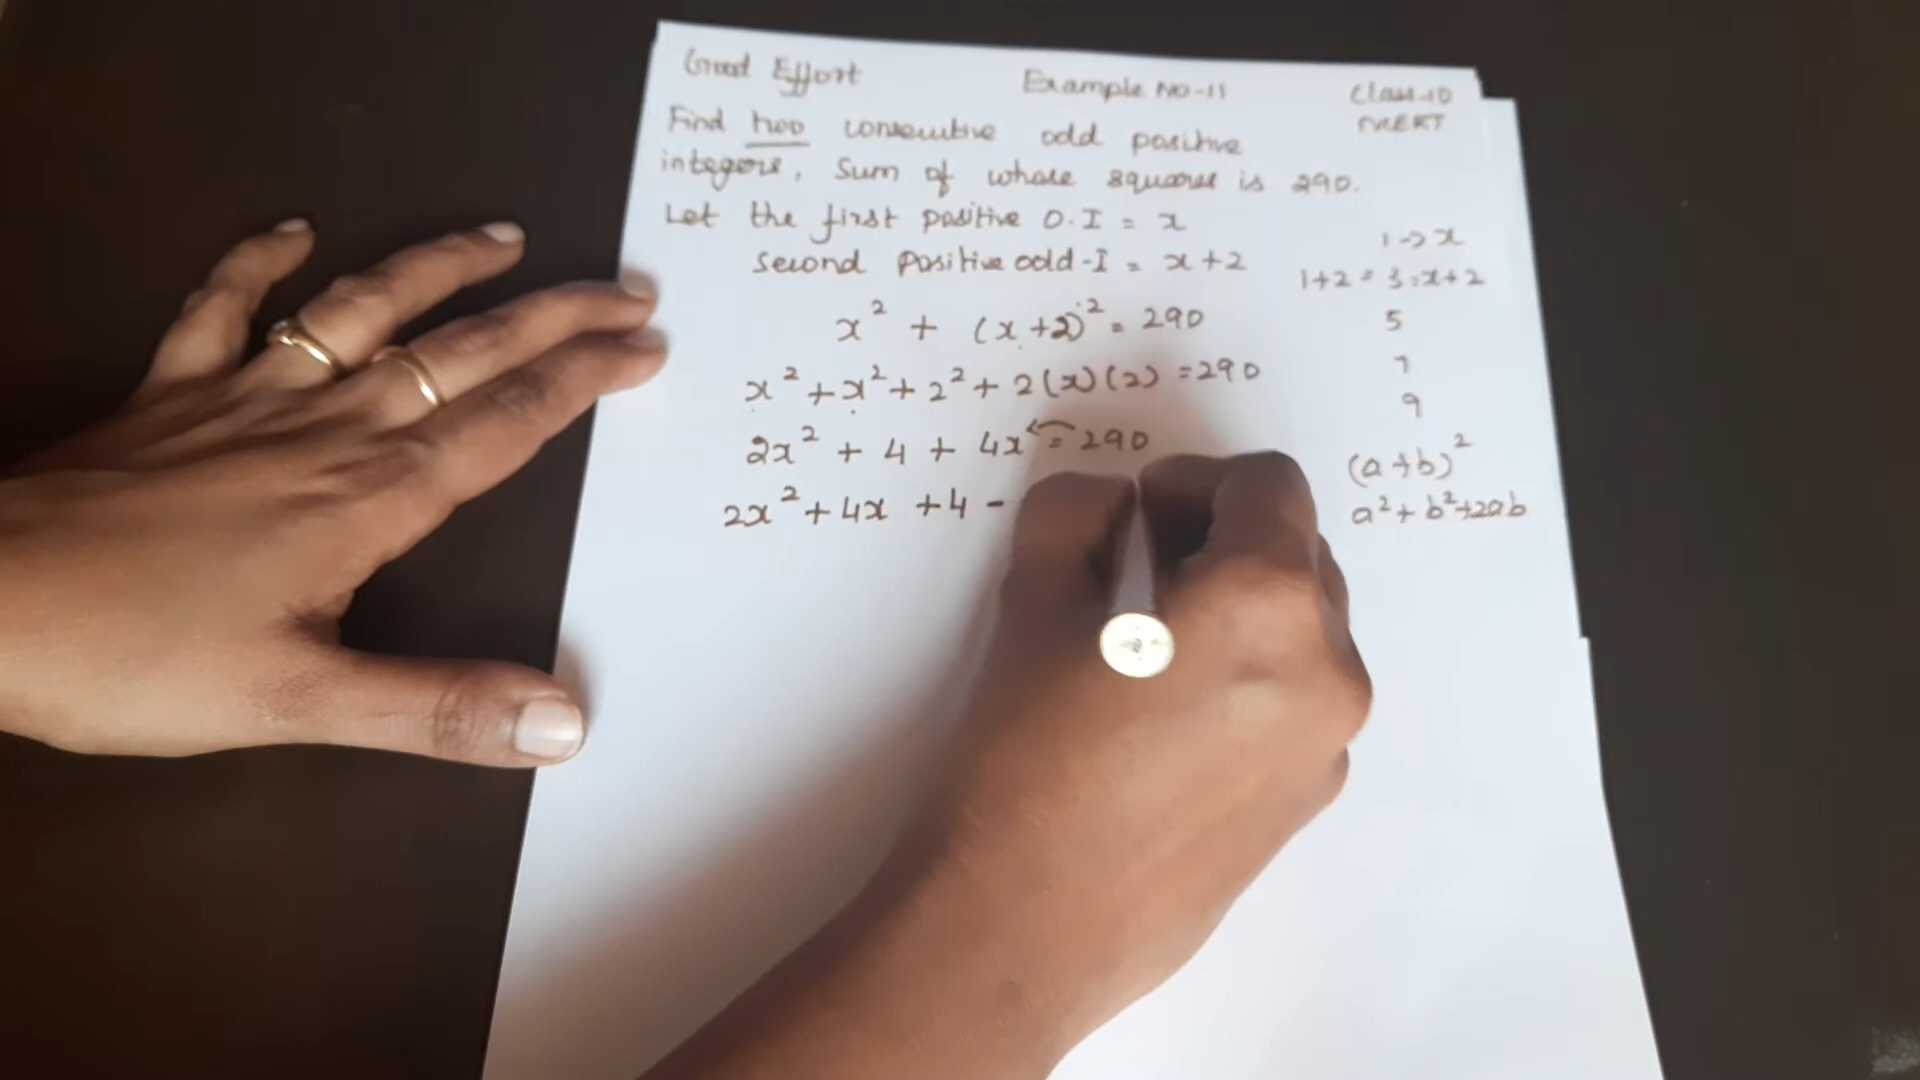 Good Effort Example No-11 Class-10
NCERT
Find two consecutive odd positive
integers, Sum of whose squares is 290.
Let the first positive O.I = x
Second Positive odd-I = x+2
x² + (x+2)² = 290
x² + x² + 2² + 2(x)(2) = 290
2x² + 4 + 4x = 290
2x² + 4x + 4 -
1 -> x
1+2 = 3, x+2
5
7
9
(a+b)²
a² + b² + 2ab